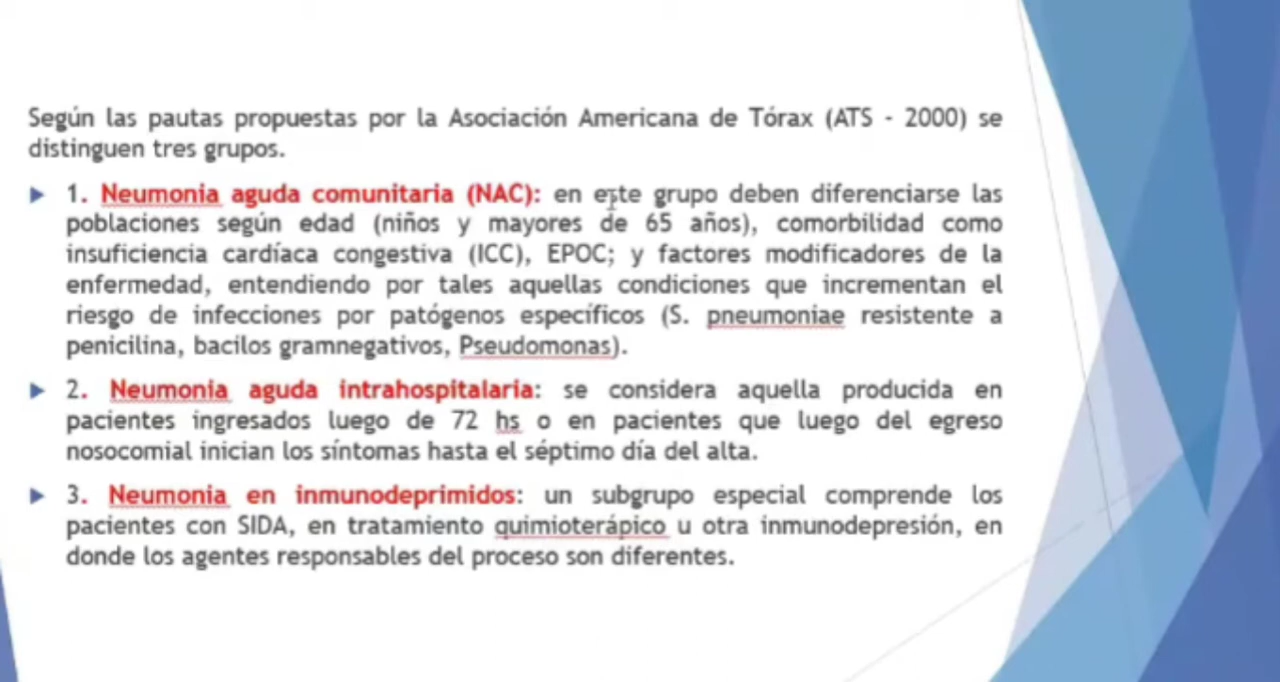 Según las pautas propuestas por la Asociación Americana de Tórax (ATS - 2000) se
distinguen tres grupos.
1. Neumonia aguda comunitaria (NAC): en este grupo deben diferenciarse las
poblaciones según edad (niños y mayores de 65 años), comorbilidad como
insuficiencia cardíaca congestiva (ICC), EPOC; y factores modificadores de la
enfermedad, entendiendo por tales aquellas condiciones que incrementan el
riesgo de infecciones por patógenos específicos (S. pneumoniae resistente a
penicilina, bacilos gramnegativos, Pseudomonas).
2. Neumonia aguda intrahospitalaria: se considera aquella producida en
pacientes ingresados luego de 72 hs o en pacientes que luego del egreso
nosocomial inician los síntomas hasta el séptimo día del alta.
3. Neumonia en inmunodeprimidos: un subgrupo especial comprende los
pacientes con SIDA, en tratamiento quimioterápico u otra inmunodepresión, en
donde los agentes responsables del proceso son diferentes.